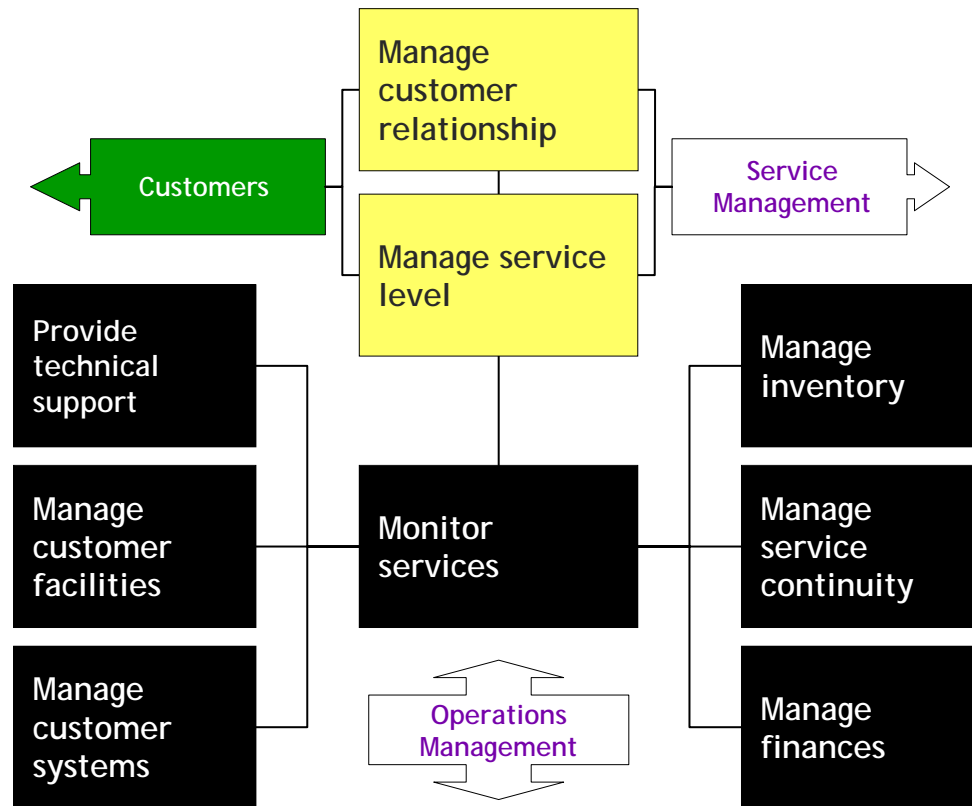 Manage
customer
relationship
Customers
Service
Management
Manage service
level
Provide
technical
support
Manage
inventory
Manage
customer
facilities
Monitor
services
Manage
service
continuity
Manage
customer
systems
Operations
Management
Manage
finances